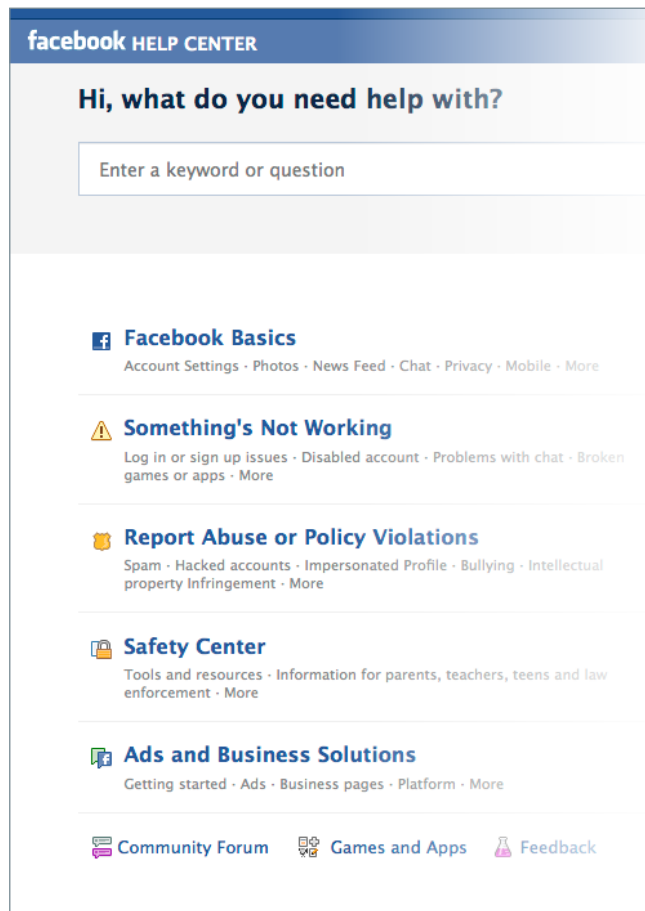 facebook HELP CENTER
Hi, what do you need help with?
Enter a keyword or question
Facebook Basics
Account Settings · Photos · News Feed · Chat · Privacy · Mobile · More
Something's Not Working
Log in or sign up issues · Disabled account · Problems with chat · Broken
games or apps · More
Report Abuse or Policy Violations
Spam · Hacked accounts · Impersonated Profile · Bullying · Intellectual
property Infringement · More
Safety Center
Tools and resources · Information for parents, teachers, teens and law
enforcement · More
Ads and Business Solutions
Getting started · Ads · Business pages · Platform · More
Community Forum Games and Apps Feedback